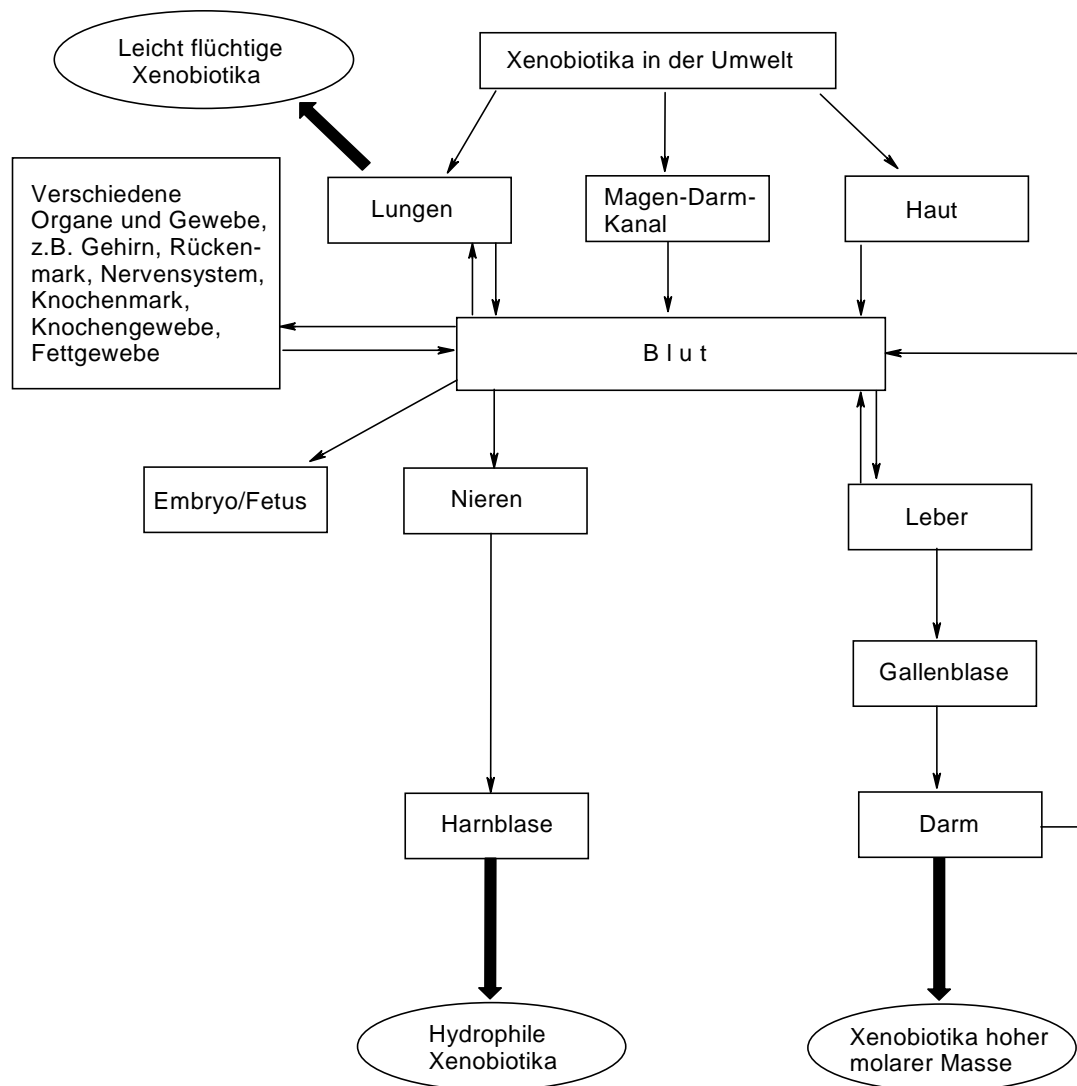 Leicht flüchtige
Xenobiotika
Xenobiotika in der Umwelt
Verschiedene
Organe und Gewebe,
z.B. Gehirn, Rücken-
mark, Nervensystem,
Knochenmark,
Knochengewebe,
Fettgewebe
Lungen
Magen-Darm-
Kanal
Haut
B l u t
Embryo/Fetus
Nieren
Leber
Gallenblase
Harnblase
Darm
Hydrophile
Xenobiotika
Xenobiotika hoher
molarer Masse